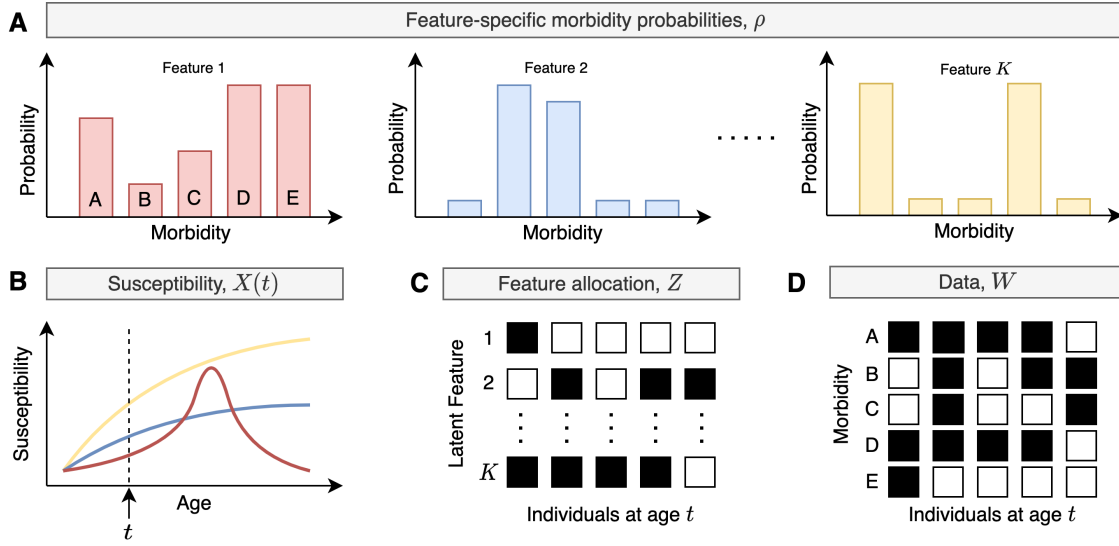 A
Feature-specific morbidity probabilities, ρ
Feature 1
Probability
A B C D E
Morbidity
Feature 2
Probability
Morbidity
.....
Feature K
Probability
Morbidity
B
Susceptibility, X(t)
Susceptibility
Age
t
C
Feature allocation, Z
Latent Feature
1
2
K
Individuals at age t
D
Data, W
Morbidity
A
B
C
D
E
Individuals at age t